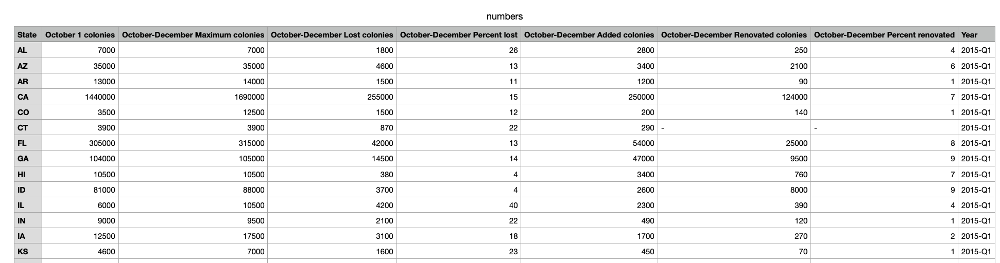 numbers
State October 1 colonies October-December Maximum colonies October-December Lost colonies October-December Percent lost October-December Added colonies October-December Renovated colonies October-December Percent renovated Year
AL 7000 7000 1800 26 2800 250 4 2015-Q1
AZ 35000 35000 4600 13 3400 2100 6 2015-Q1
AR 13000 14000 1500 11 1200 90 1 2015-Q1
CA 1440000 1690000 255000 15 250000 124000 7 2015-Q1
CO 3500 12500 1500 12 200 140 1 2015-Q1
CT 3900 3900 870 22 290 - - 2015-Q1
FL 305000 315000 42000 13 54000 25000 8 2015-Q1
GA 104000 105000 14500 14 47000 9500 9 2015-Q1
HI 10500 10500 380 4 3400 760 7 2015-Q1
ID 81000 88000 3700 4 2600 8000 9 2015-Q1
IL 6000 10500 4200 40 2300 390 4 2015-Q1
IN 9000 9500 2100 22 490 120 1 2015-Q1
IA 12500 17500 3100 18 1700 270 2 2015-Q1
KS 4600 7000 1600 23 450 70 1 2015-Q1